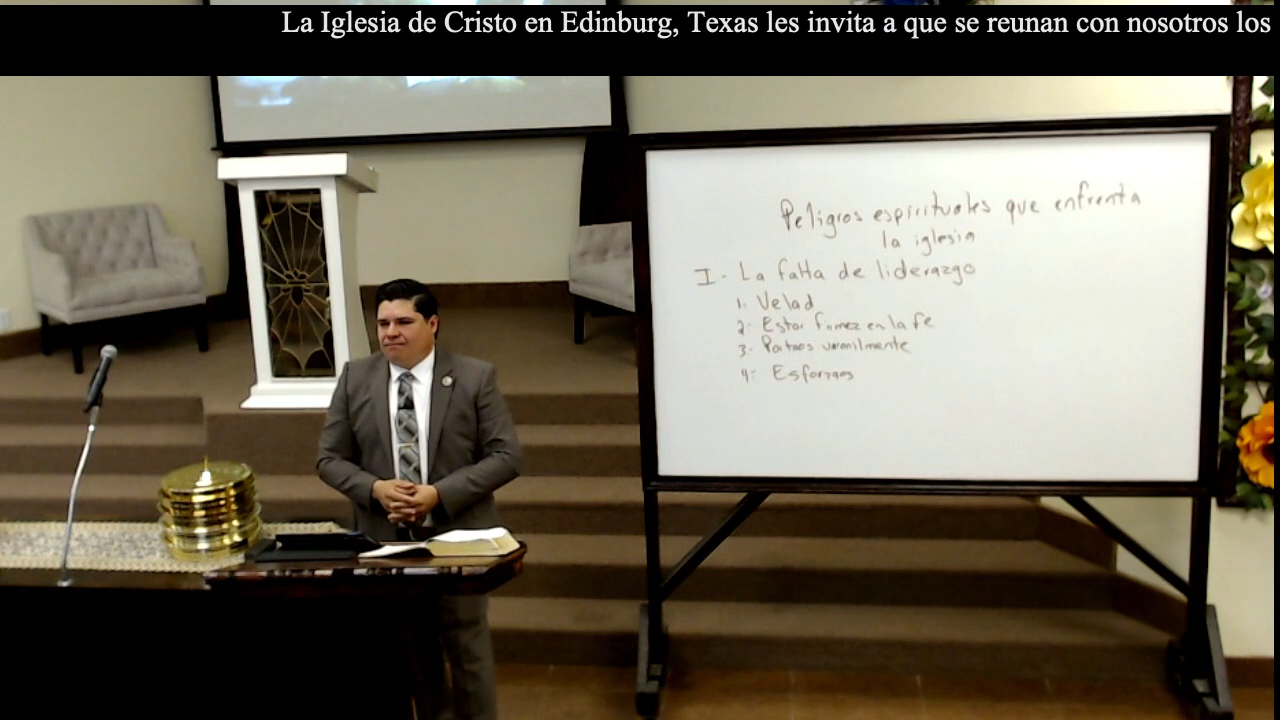 La Iglesia de Cristo en Edinburg, Texas les invita a que se reunan con nosotros los
Peligros espirituales que enfrenta
la iglesia
I- La falta de liderazgo
1. Velad
2- Estar firmez en la fe
3- Portaos varonilmente
4- Esforzaos